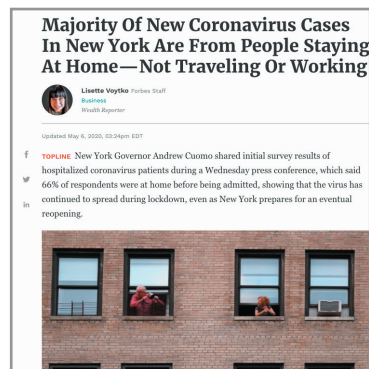 Majority Of New Coronavirus Cases
In New York Are From People Staying
At Home—Not Traveling Or Working
Lisette Voytko Forbes Staff
Business
Wealth Reporter
Updated May 6, 2020, 02:24pm EDT
TOPLINE New York Governor Andrew Cuomo shared initial survey results of
hospitalized coronavirus patients during a Wednesday press conference, which said
66% of respondents were at home before being admitted, showing that the virus has
continued to spread during lockdown, even as New York prepares for an eventual
reopening.